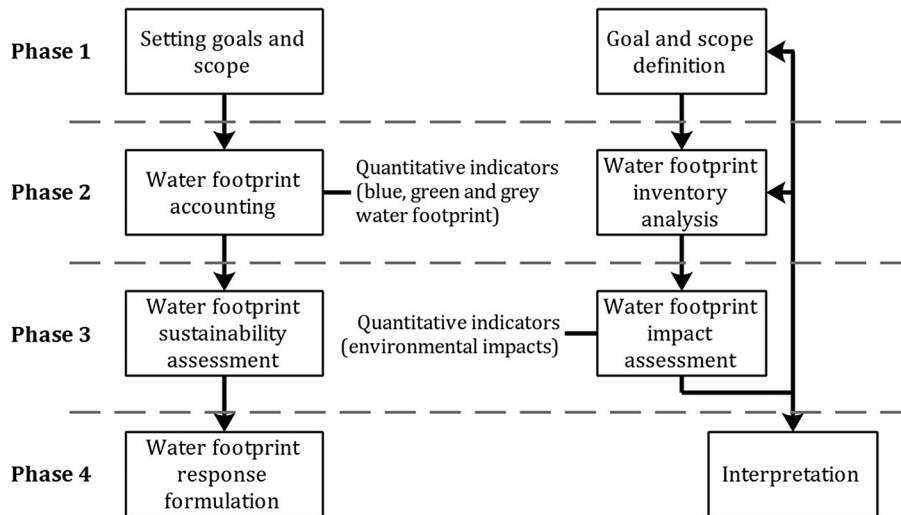 Phase 1
Setting goals and
scope
Goal and scope
definition
Phase 2
Water footprint
accounting
Quantitative indicators
(blue, green and grey
water footprint)
Water footprint
inventory
analysis
Phase 3
Water footprint
sustainability
assessment
Quantitative indicators
(environmental impacts)
Water footprint
impact
assessment
Phase 4
Water footprint
response
formulation
Interpretation